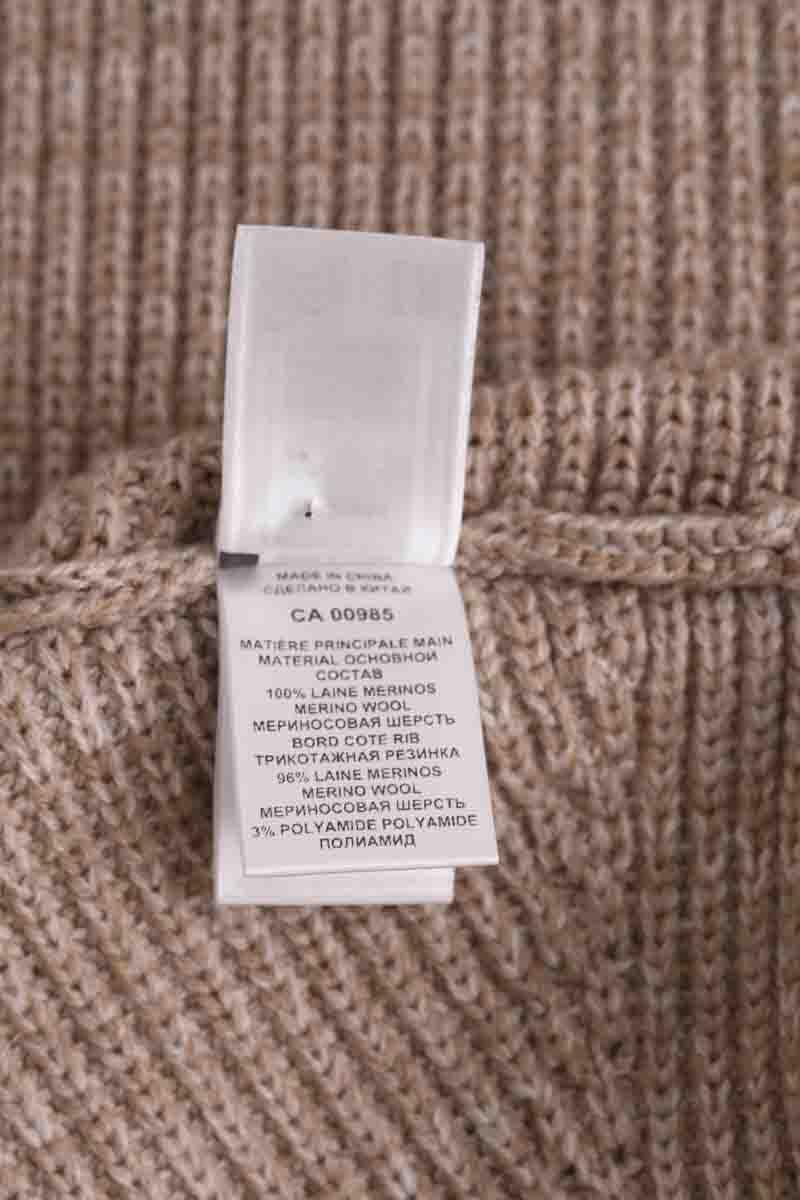 MADE IN CHINA
СДЕЛАНО В КИТАЕ
CA 00985
MATIÈRE PRINCIPALE MAIN
MATERIAL ОСНОВНОЙ
СОСТАВ
100% LAINE MERINOS
MERINO WOOL
МЕРИНОСОВАЯ ШЕРСТЬ
BORD COTE RIB
ТРИКОТАЖНАЯ РЕЗИНКА
96% LAINE MERINOS
MERINO WOOL
МЕРИНОСОВАЯ ШЕРСТЬ
3% POLYAMIDE POLYAMIDE
ПОЛИАМИД